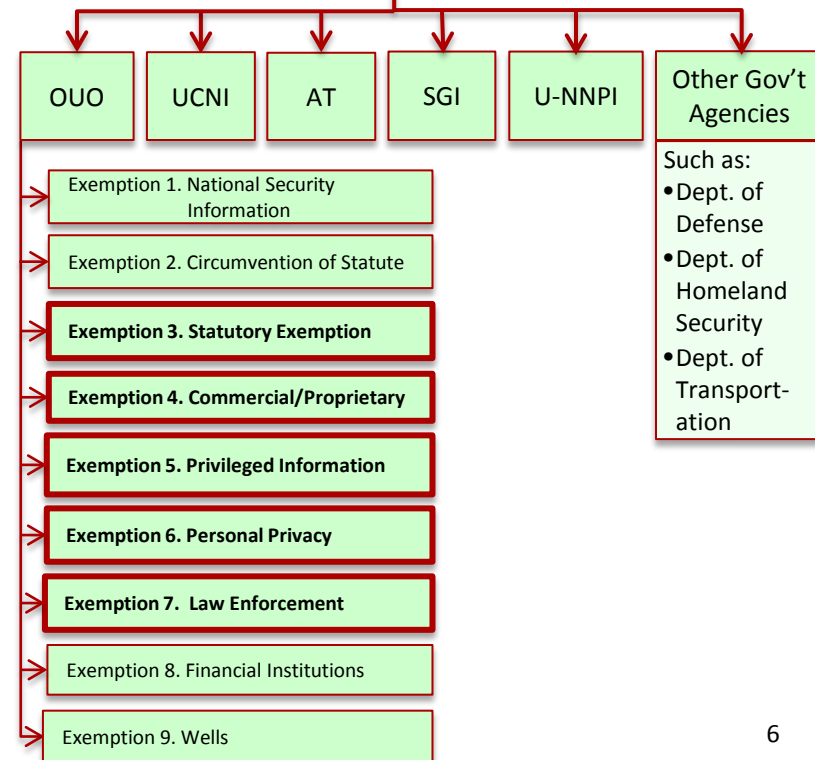 OUO
UCNI
AT
SGI
U-NNPI
Other Gov't
Agencies
Such as:
•Dept. of
Defense
•Dept. of
Homeland
Security
•Dept. of
Transport-
ation
Exemption 1. National Security
Information
Exemption 2. Circumvention of Statute
Exemption 3. Statutory Exemption
Exemption 4. Commercial/Proprietary
Exemption 5. Privileged Information
Exemption 6. Personal Privacy
Exemption 7. Law Enforcement
Exemption 8. Financial Institutions
Exemption 9. Wells
6